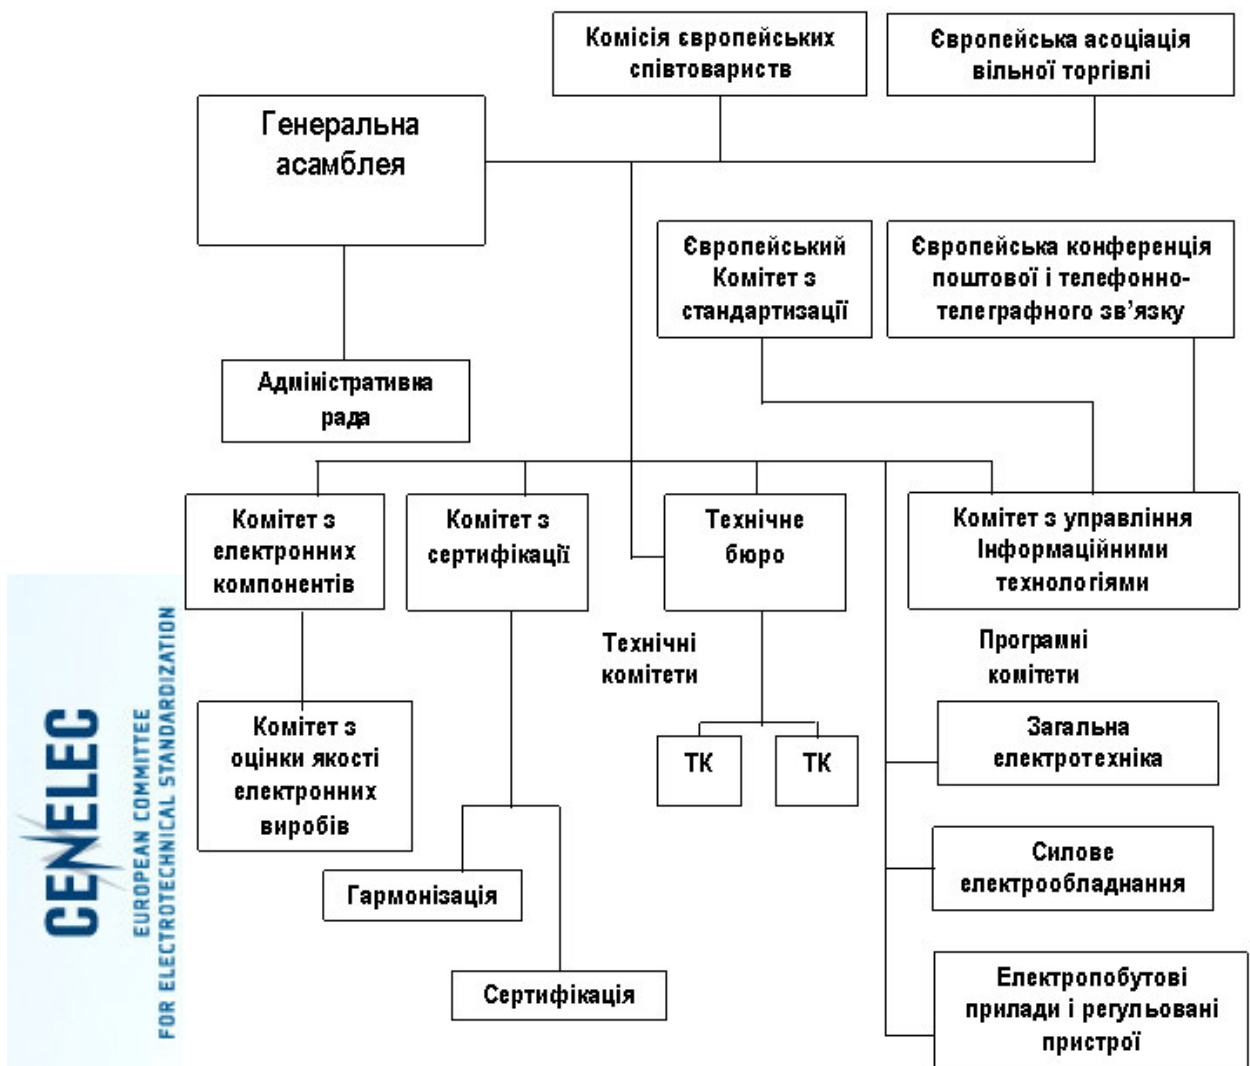 Комісія європейських
співтовариств
Європейська асоціація
вільної торгівлі
Генеральна
асамблея
Європейський
Комітет з
стандартизації
Європейська конференція
поштової і телефонно-
телеграфного зв’язку
Адміністративна
рада
Комітет з
електронних
компонентів
Комітет з
сертифікації
Технічне
бюро
Комітет з управління
Інформаційними
технологіями
Технічні
комітети
Програмні
комітети
Комітет з
оцінки якості
електронних
виробів
ТК
ТК
Загальна
електротехніка
Силове
електрообладнання
Гармонізація
Сертифікація
Електропобутові
прилади і регульовані
пристрої
CENELEC
EUROPEAN COMMITTEE
FOR ELECTROTECHNICAL STANDARDIZATION